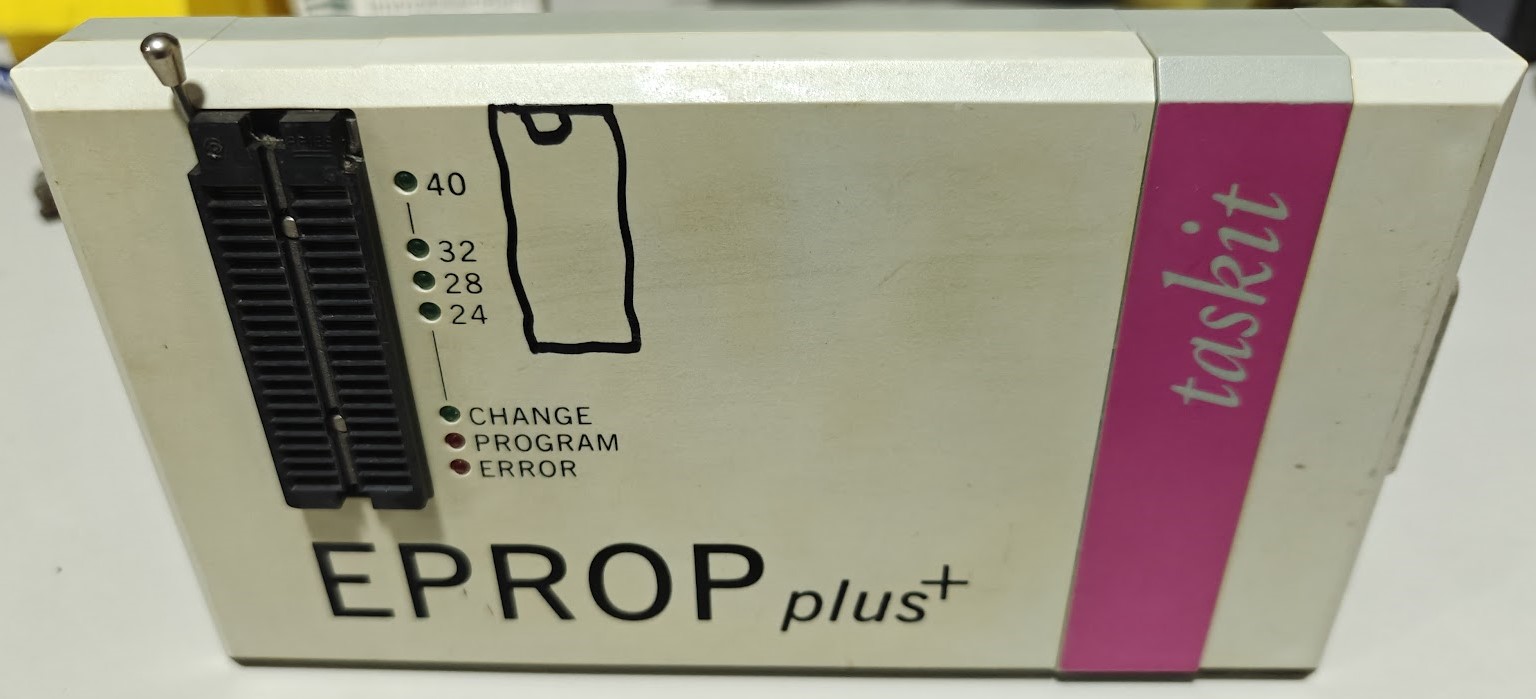 40
32
28
24
CHANGE
PROGRAM
ERROR
EPROP plus+
taskit